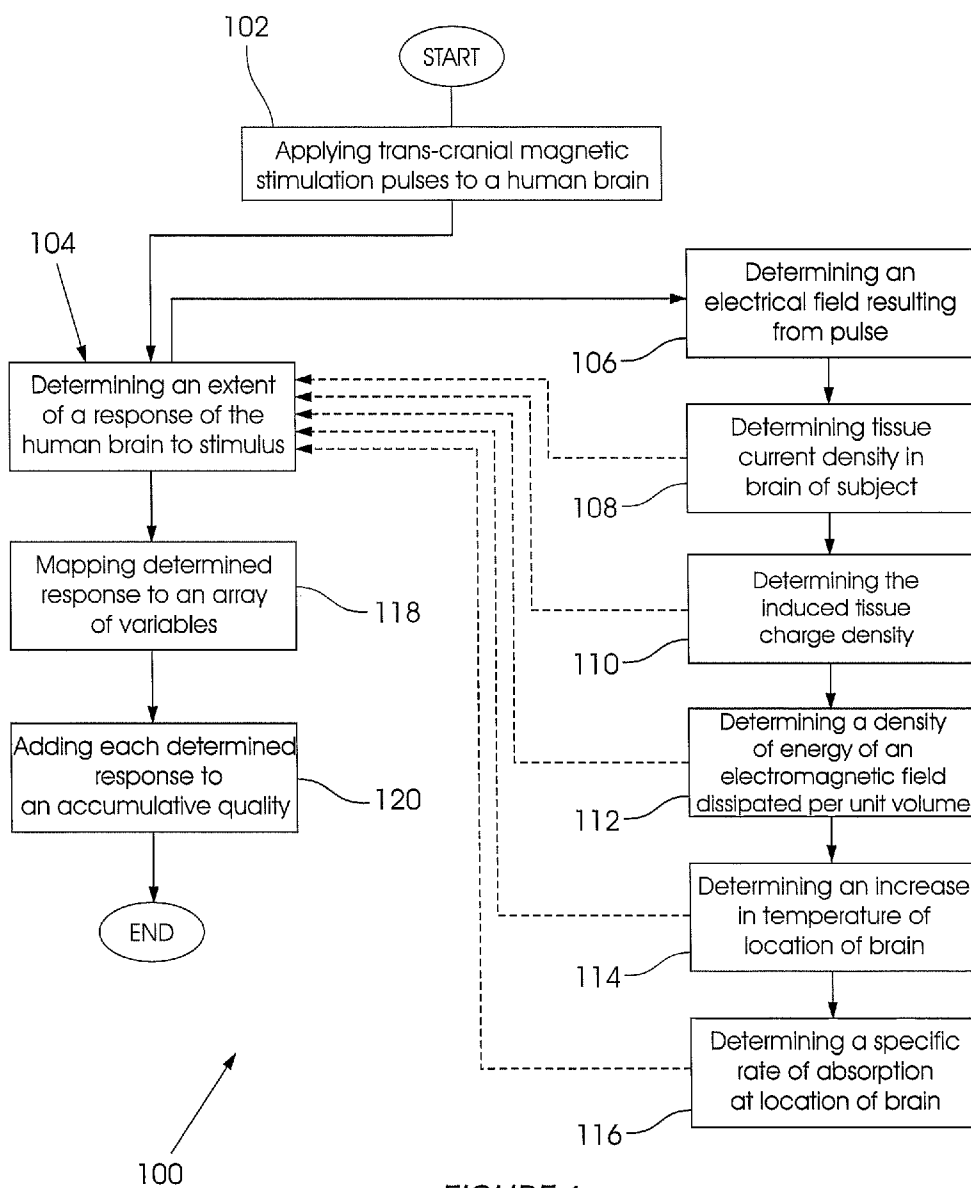 102
START
Applying trans-cranial magnetic
stimulation pulses to a human brain
104
Determining an extent
of a response of the
human brain to stimulus
Determining an
electrical field resulting
from pulse
106
Determining tissue
current density in
brain of subject
108
Mapping determined
response to an array
of variables
118
Determining the
induced tissue
charge density
110
Adding each determined
response to
an accumulative quality
120
Determining a density
of energy of an
electromagnetic field
dissipated per unit volume
112
END
Determining an increase
in temperature of
location of brain
114
Determining a specific
rate of absorption
at location of brain
116
100